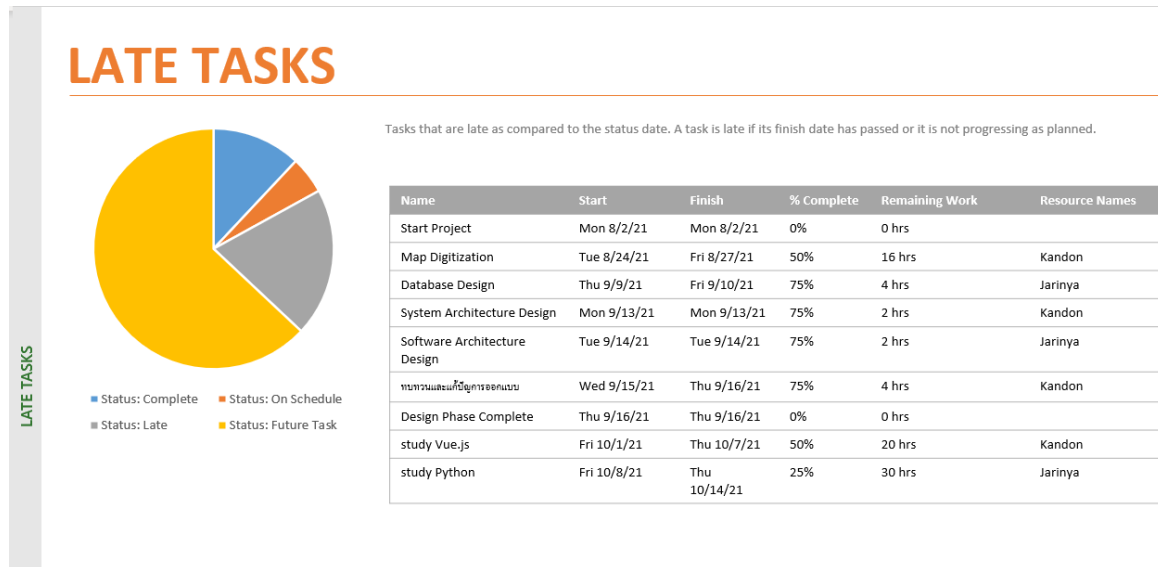 LATE TASKS
LATE TASKS
Tasks that are late as compared to the status date. A task is late if its finish date has passed or it is not progressing as planned.
Status: Complete Status: On Schedule
Status: Late Status: Future Task
Name Start Finish % Complete Remaining Work Resource Names
Start Project Mon 8/2/21 Mon 8/2/21 0% 0 hrs
Map Digitization Tue 8/24/21 Fri 8/27/21 50% 16 hrs Kandon
Database Design Thu 9/9/21 Fri 9/10/21 75% 4 hrs Jarinya
System Architecture Design Mon 9/13/21 Mon 9/13/21 75% 2 hrs Kandon
Software Architecture Tue 9/14/21 Tue 9/14/21 75% 2 hrs Jarinya
Design
ทบทวนและแก้ปัญการออกแบบ Wed 9/15/21 Thu 9/16/21 75% 4 hrs Kandon
Design Phase Complete Thu 9/16/21 Thu 9/16/21 0% 0 hrs
study Vue.js Fri 10/1/21 Thu 10/7/21 50% 20 hrs Kandon
study Python Fri 10/8/21 Thu 25% 30 hrs Jarinya
10/14/21